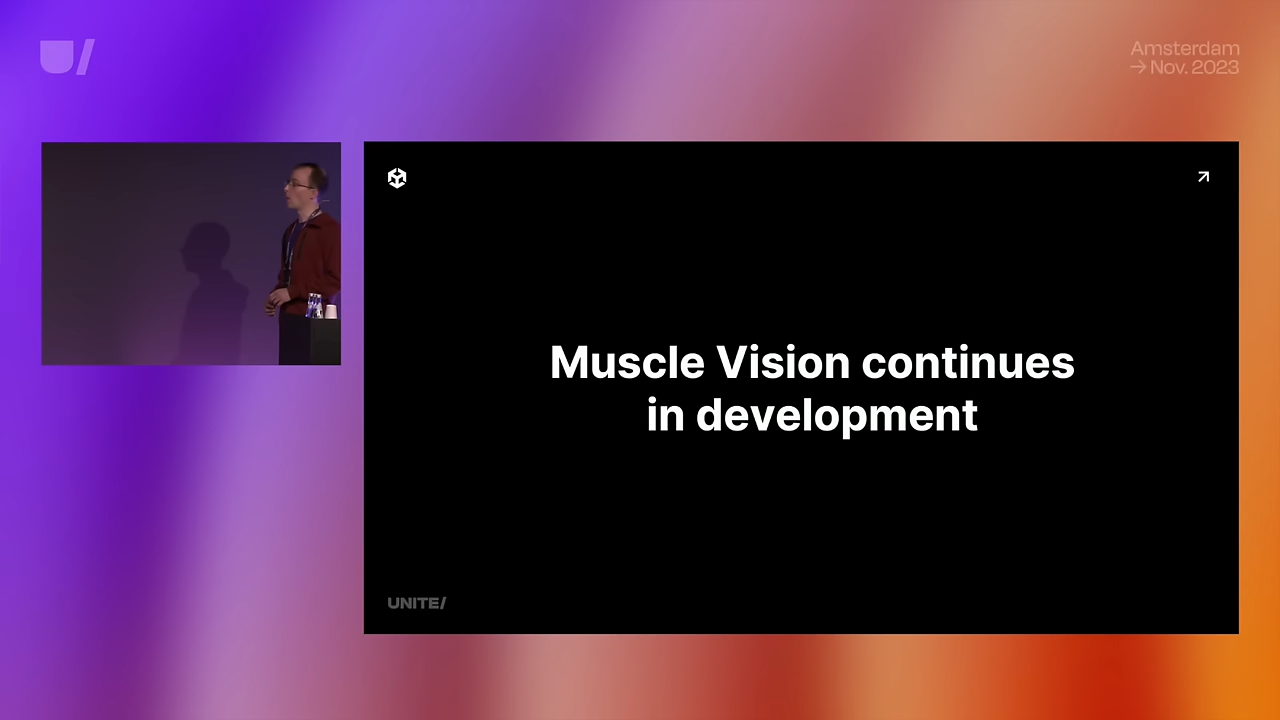 Amsterdam
→ Nov. 2023
Muscle Vision continues
in development
UNITE/